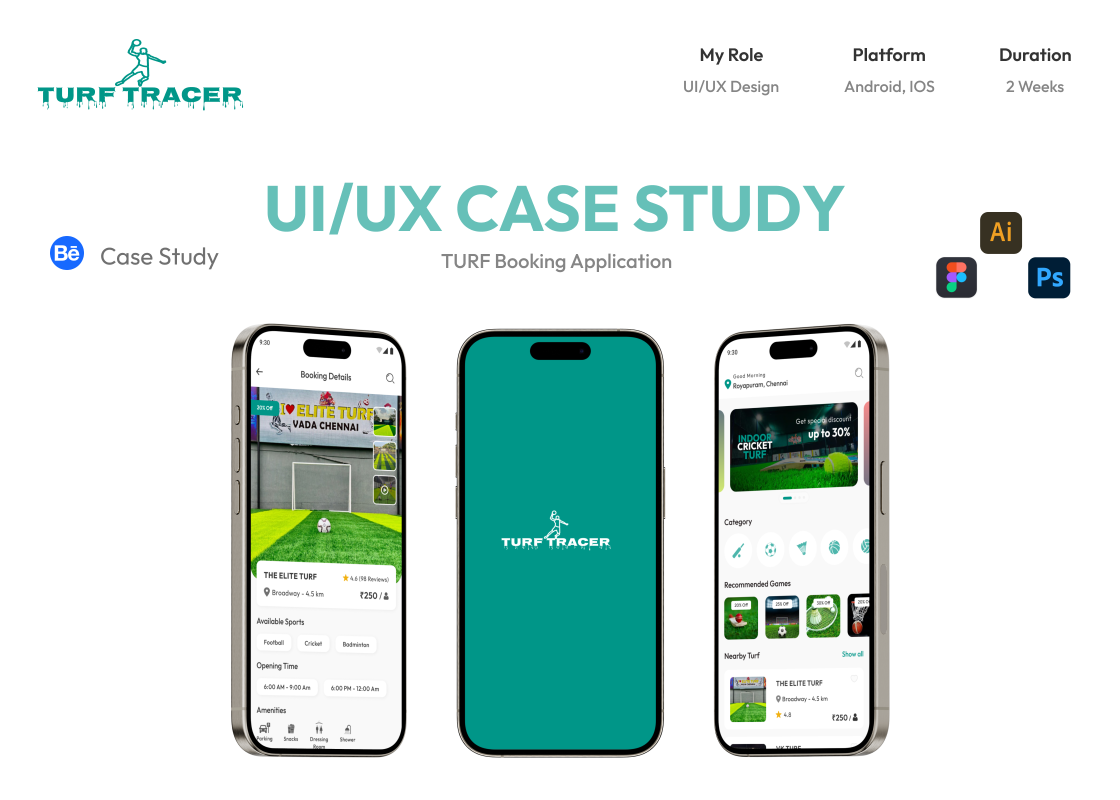 TURF TRACER
My Role
UI/UX Design
Platform
Android, IOS
Duration
2 Weeks
UI/UX CASE STUDY
TURF Booking Application
Bē
Case Study
Ai
Ps
9:30
Booking Details
20% Off
I♥ELITE TURF
VADA CHENNAI
THE ELITE TURF
4.6 (98 Reviews)
Broadway - 4.5 km
₹250 /
Available Sports
Football
Cricket
Badminton
Opening Time
6:00 AM - 9:00 Am
6:00 PM - 12:00 Am
Amenities
Parking
Snacks
Dressing Room
Shower
TURF TRACER
9:30
Good Morning
Royapuram, Chennai
Get special discount
up to 30%
INDOOR
CRICKET
TURF
Category
Recommended Games
20% Off
25% Off
30% Off
20% Off
Nearby Turf
Show all
THE ELITE TURF
Broadway - 4.5 km
4.8
₹250 /